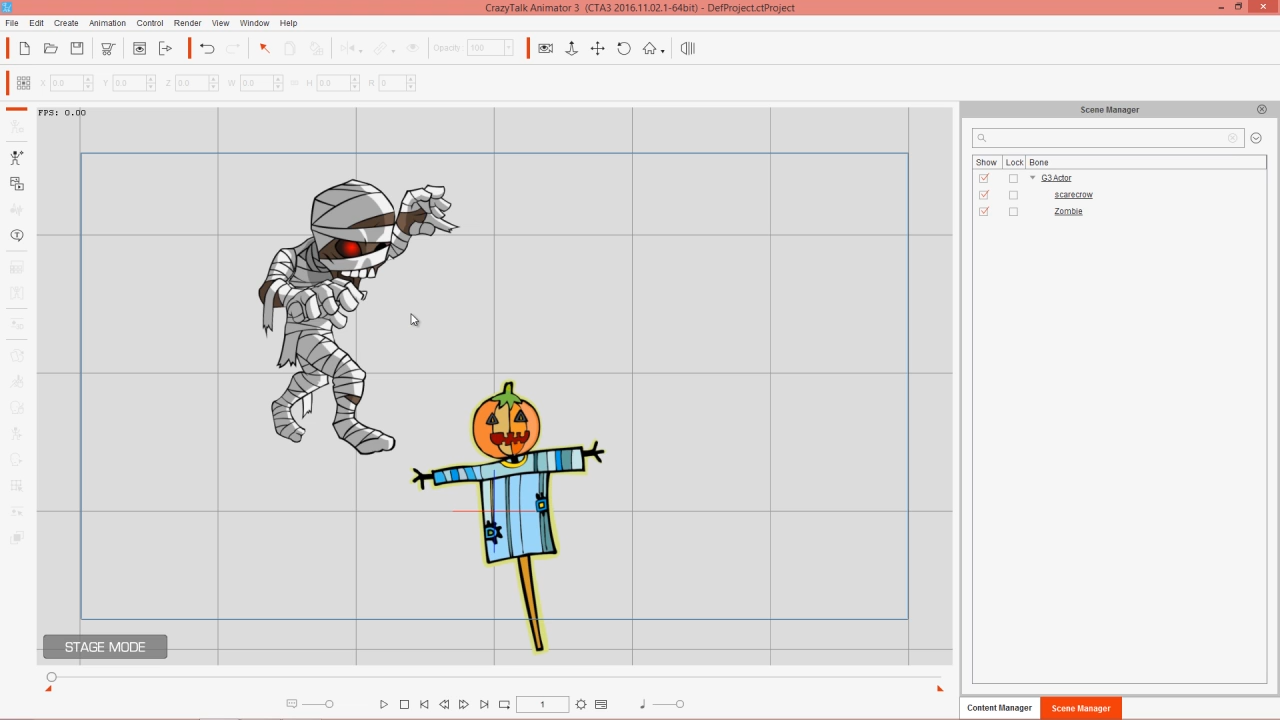 CrazyTalk Animator 3 (CTA3 2016.11.02.1-64bit) - DefProject.ctProject
File Edit Create Animation Control Render View Window Help
Opacity 100
X 0.0 Y 0.0 Z 0.0 W 0.0 H 0.0 R 0
FPS: 0.00
Scene Manager
Show Lock Bone
G3 Actor
scarecrow
Zombie
STAGE MODE
1
Content Manager Scene Manager